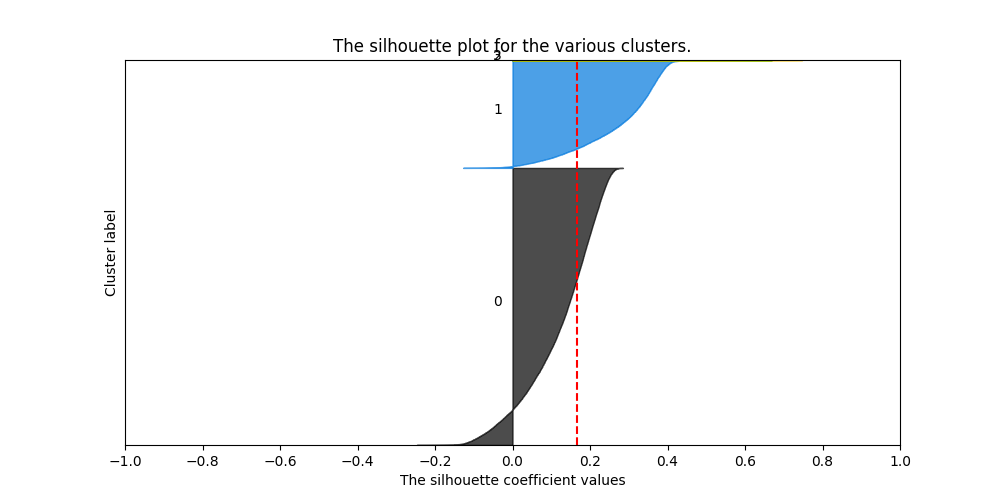 The silhouette plot for the various clusters.
1
0
Cluster label
−1.0 −0.8 −0.6 −0.4 −0.2 0.0 0.2 0.4 0.6 0.8 1.0
The silhouette coefficient values